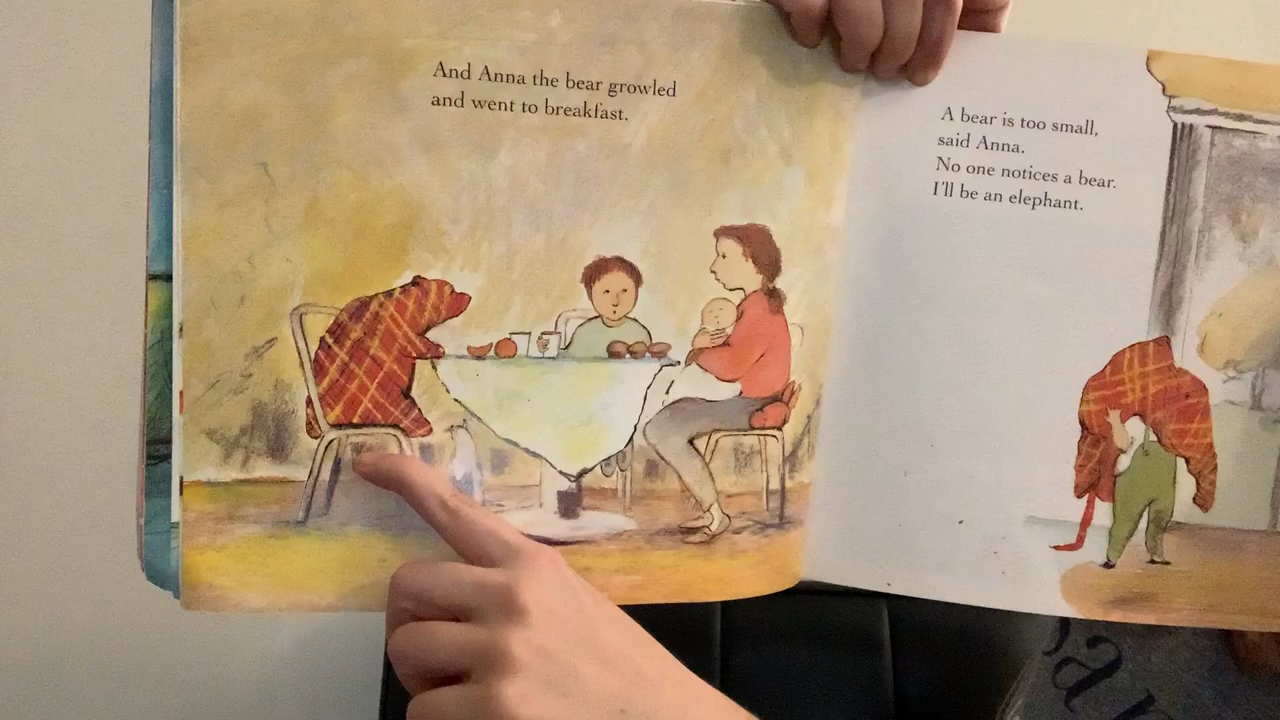 And Anna the bear growled
and went to breakfast.
A bear is too small,
said Anna.
No one notices a bear.
I'll be an elephant.